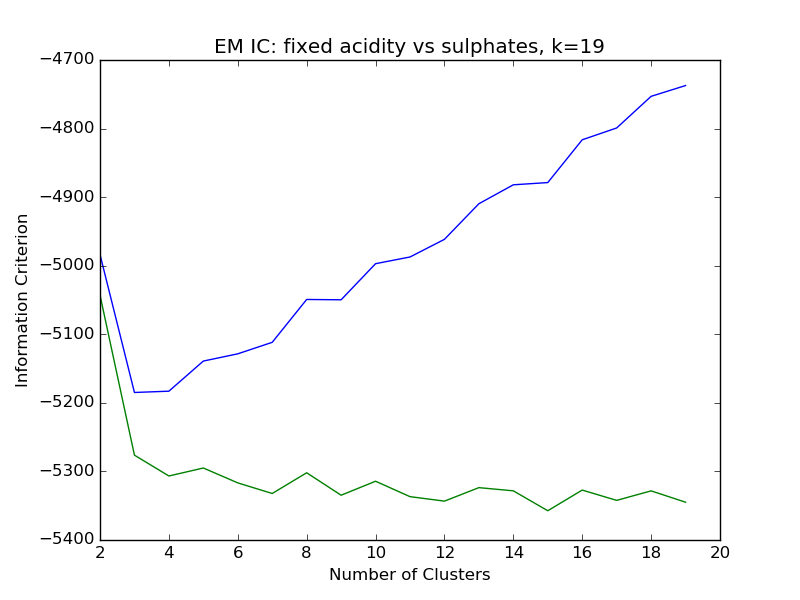 EM IC: fixed acidity vs sulphates, k=19
−4700
−4800
−4900
−5000
−5100
−5200
−5300
−5400
Information Criterion
2 4 6 8 10 12 14 16 18 20
Number of Clusters